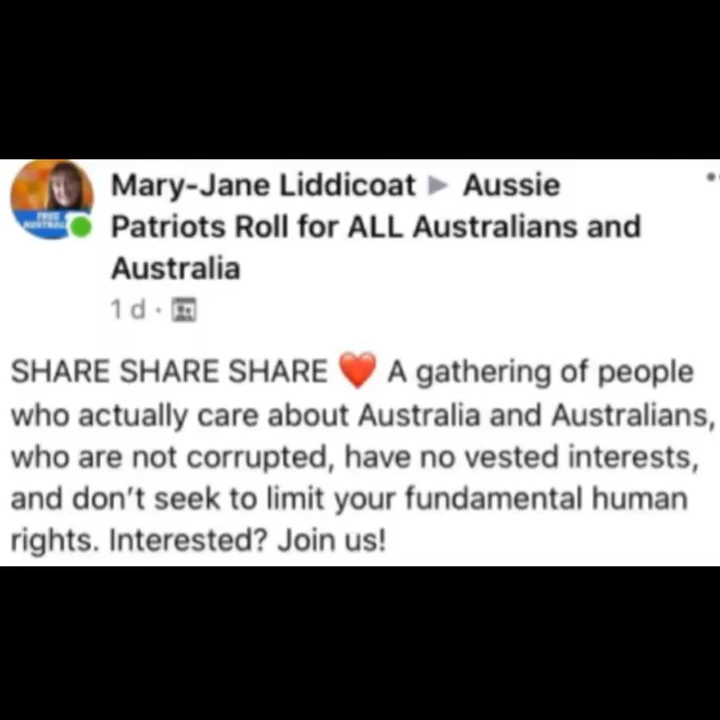 Mary-Jane Liddicoat ▶ Aussie
Patriots Roll for ALL Australians and
Australia
1 d ·
SHARE SHARE SHARE ❤️ A gathering of people
who actually care about Australia and Australians,
who are not corrupted, have no vested interests,
and don't seek to limit your fundamental human
rights. Interested? Join us!
FREE